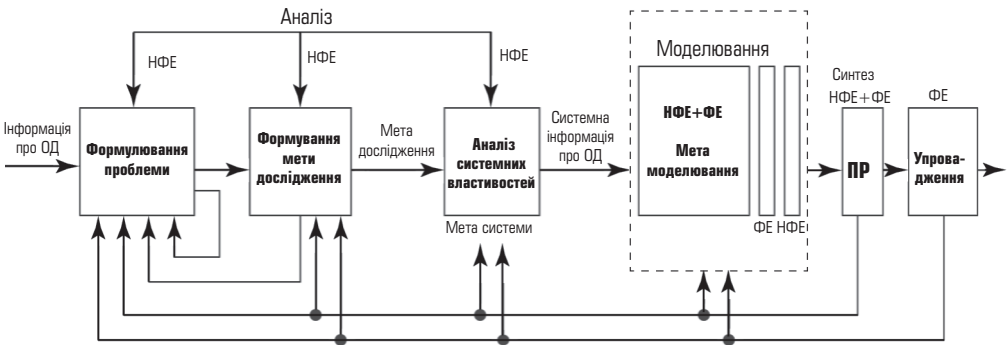 Аналіз
НФЕ
НФЕ
НФЕ
Інформація
про ОД
Формулювання
проблеми
Формування
мети
дослідження
Мета
дослідження
Аналіз
системних
властивостей
Мета системи
Системна
інформація
про ОД
Моделювання
НФЕ+ФЕ
Мета
моделювання
ФЕ НФЕ
Синтез
НФЕ+ФЕ
ПР
ФЕ
Упрова-
дження